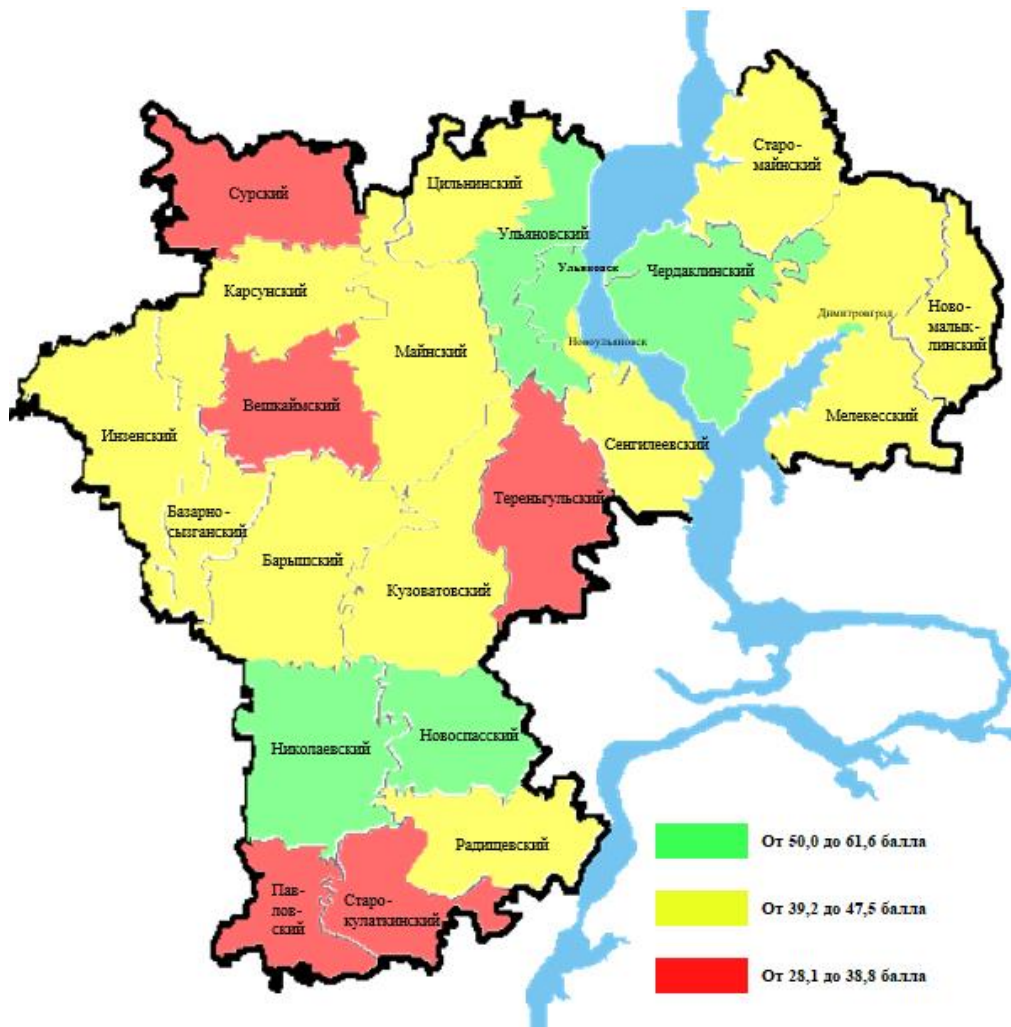 Старо-
майнский
Цильнинский
Сурский
Ульяновский
Ульяновск
Чердаклинский
Карсунский
Ново-
малык-
линский
Димитровград
Новоульяновск
Майнский
Вешкаймский
Мелекесский
Инзенский
Сенгилеевский
Тереньгульский
Базарно-
сызганский
Барышский
Кузоватовский
Новоспасский
Николаевский
Радищевский
Пав-
лов-
ский
Старо-
кулаткинский
От 50,0 до 61,6 балла
От 39,2 до 47,5 балла
От 28,1 до 38,8 балла